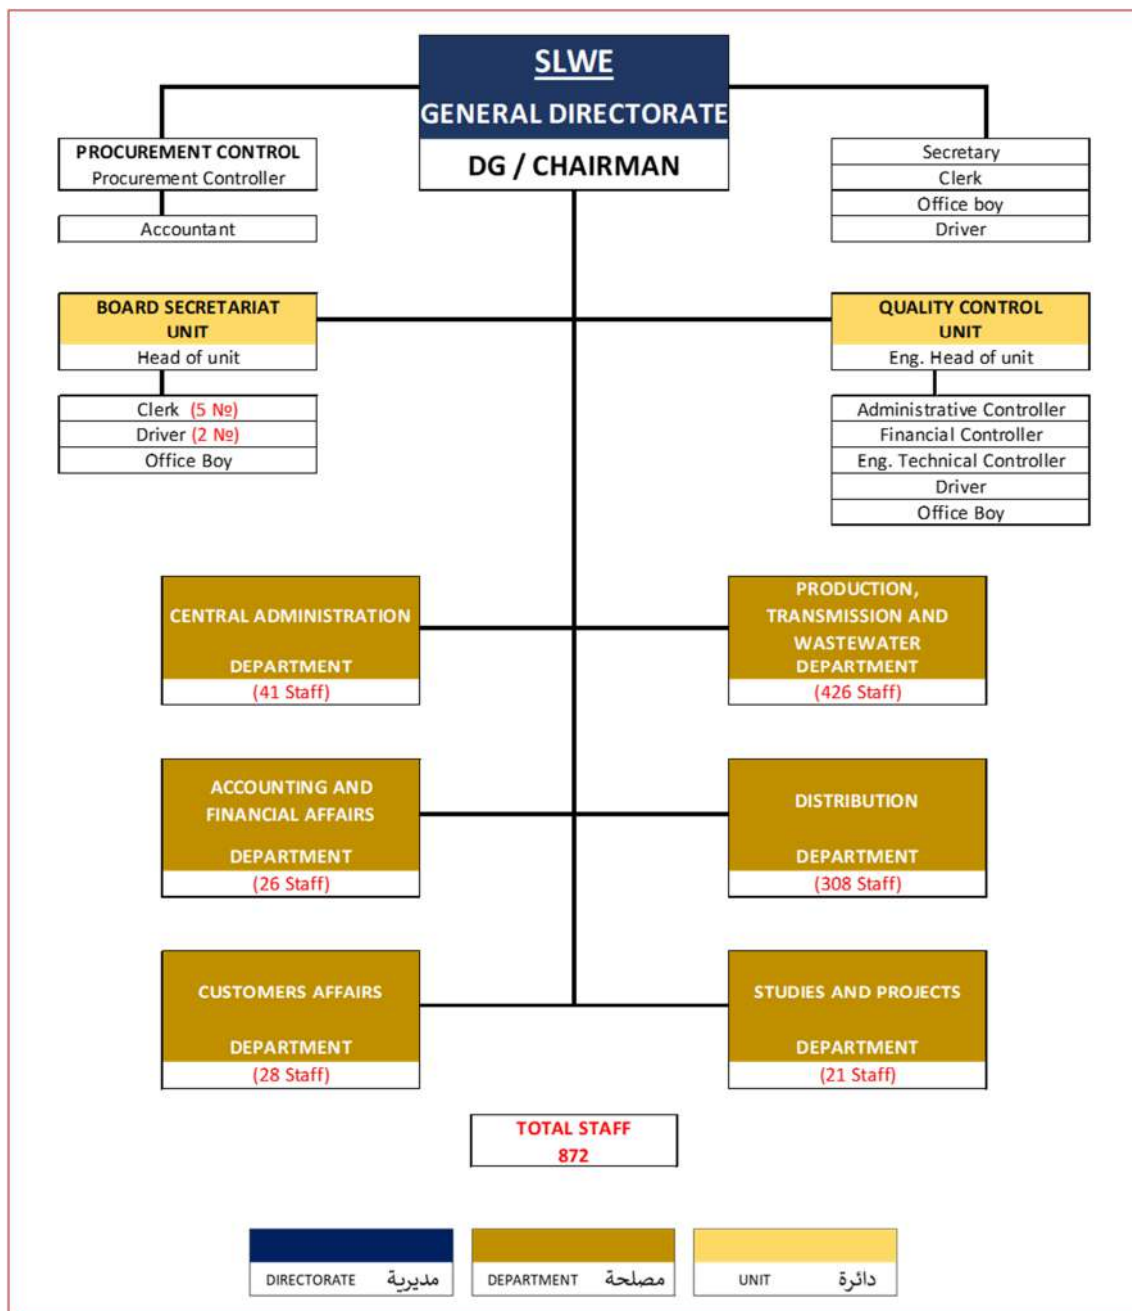 SLWE
GENERAL DIRECTORATE
DG / CHAIRMAN
PROCUREMENT CONTROL
Procurement Controller
Accountant
Secretary
Clerk
Office boy
Driver
BOARD SECRETARIAT
UNIT
Head of unit
Clerk (5 №)
Driver (2 №)
Office Boy
QUALITY CONTROL
UNIT
Eng. Head of unit
Administrative Controller
Financial Controller
Eng. Technical Controller
Driver
Office Boy
CENTRAL ADMINISTRATION
DEPARTMENT
(41 Staff)
PRODUCTION,
TRANSMISSION AND
WASTEWATER
DEPARTMENT
(426 Staff)
ACCOUNTING AND
FINANCIAL AFFAIRS
DEPARTMENT
(26 Staff)
DISTRIBUTION
DEPARTMENT
(308 Staff)
CUSTOMERS AFFAIRS
DEPARTMENT
(28 Staff)
STUDIES AND PROJECTS
DEPARTMENT
(21 Staff)
TOTAL STAFF
872
DIRECTORATE مديرية
DEPARTMENT مصلحة
UNIT دائرة